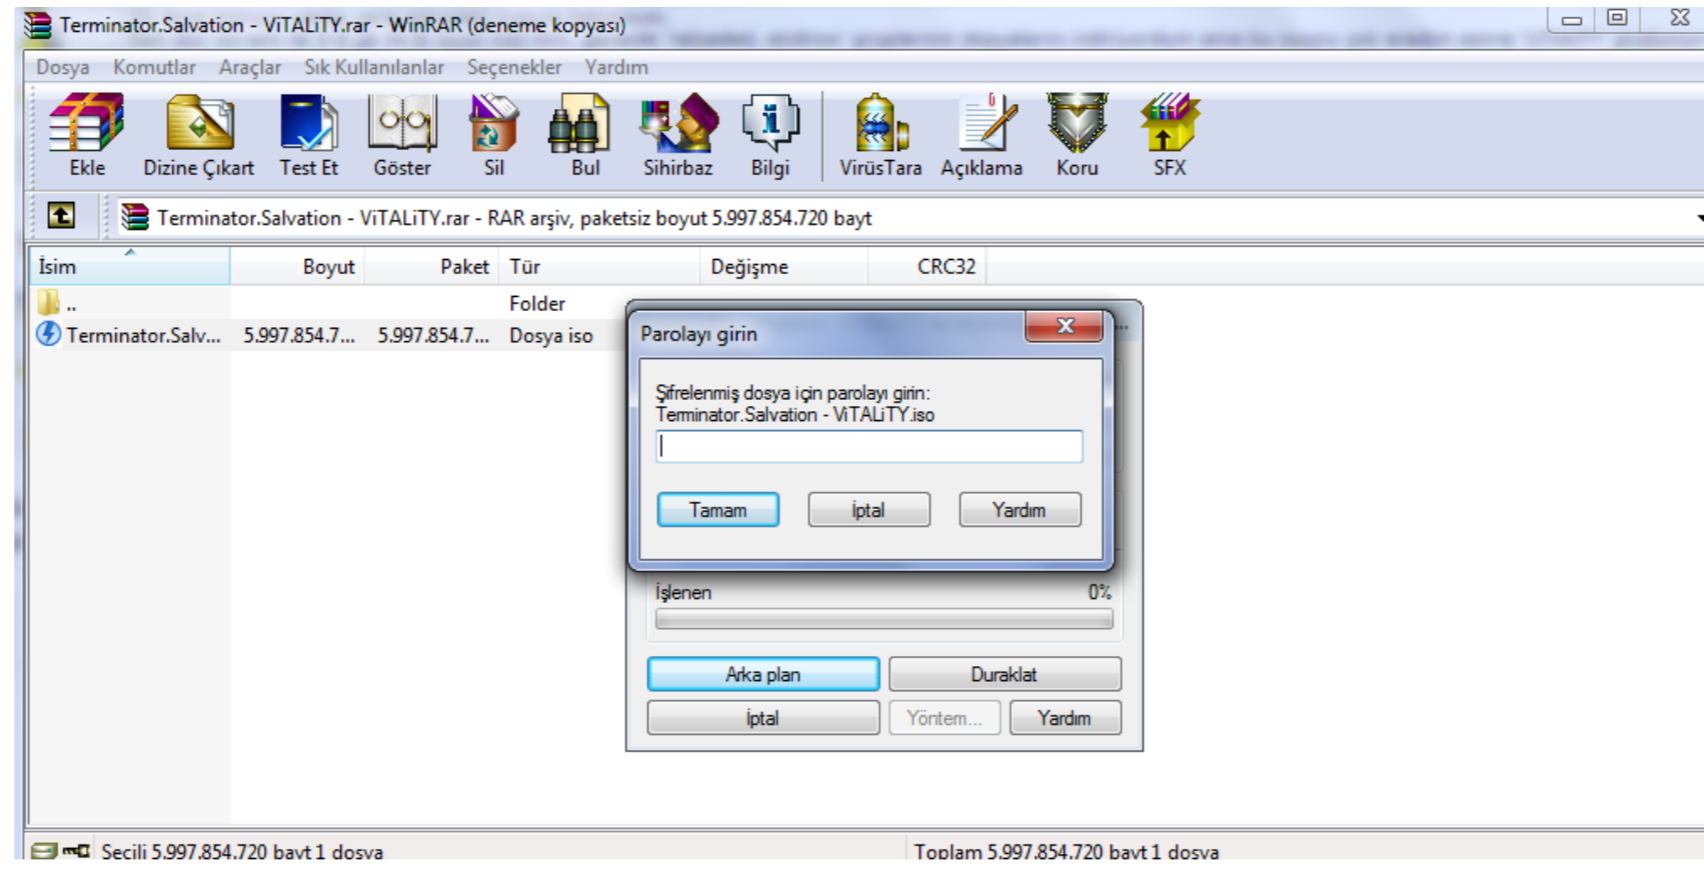 Terminator.Salvation - ViTALiTY.rar - WinRAR (deneme kopyası)
Dosya Komutlar Araçlar Sık Kullanılanlar Seçenekler Yardım
Ekle Dizine Çıkart Test Et Göster Sil Bul Sihirbaz Bilgi VirüsTara Açıklama Koru SFX
Terminator.Salvation - ViTALiTY.rar - RAR arşiv, paketsiz boyut 5.997.854.720 bayt
İsim Boyut Paket Tür Değişme CRC32
.. Folder
Terminator.Salv... 5.997.854.7... 5.997.854.7... Dosya iso
Parolayı girin
Şifrelenmiş dosya için parolayı girin:
Terminator.Salvation - ViTALiTY.iso
Tamam İptal Yardım
İşlenen 0%
Arka plan Duraklat
İptal Yöntem... Yardım
Seçili 5.997.854.720 bayt 1 dosya Toplam 5.997.854.720 bayt 1 dosya